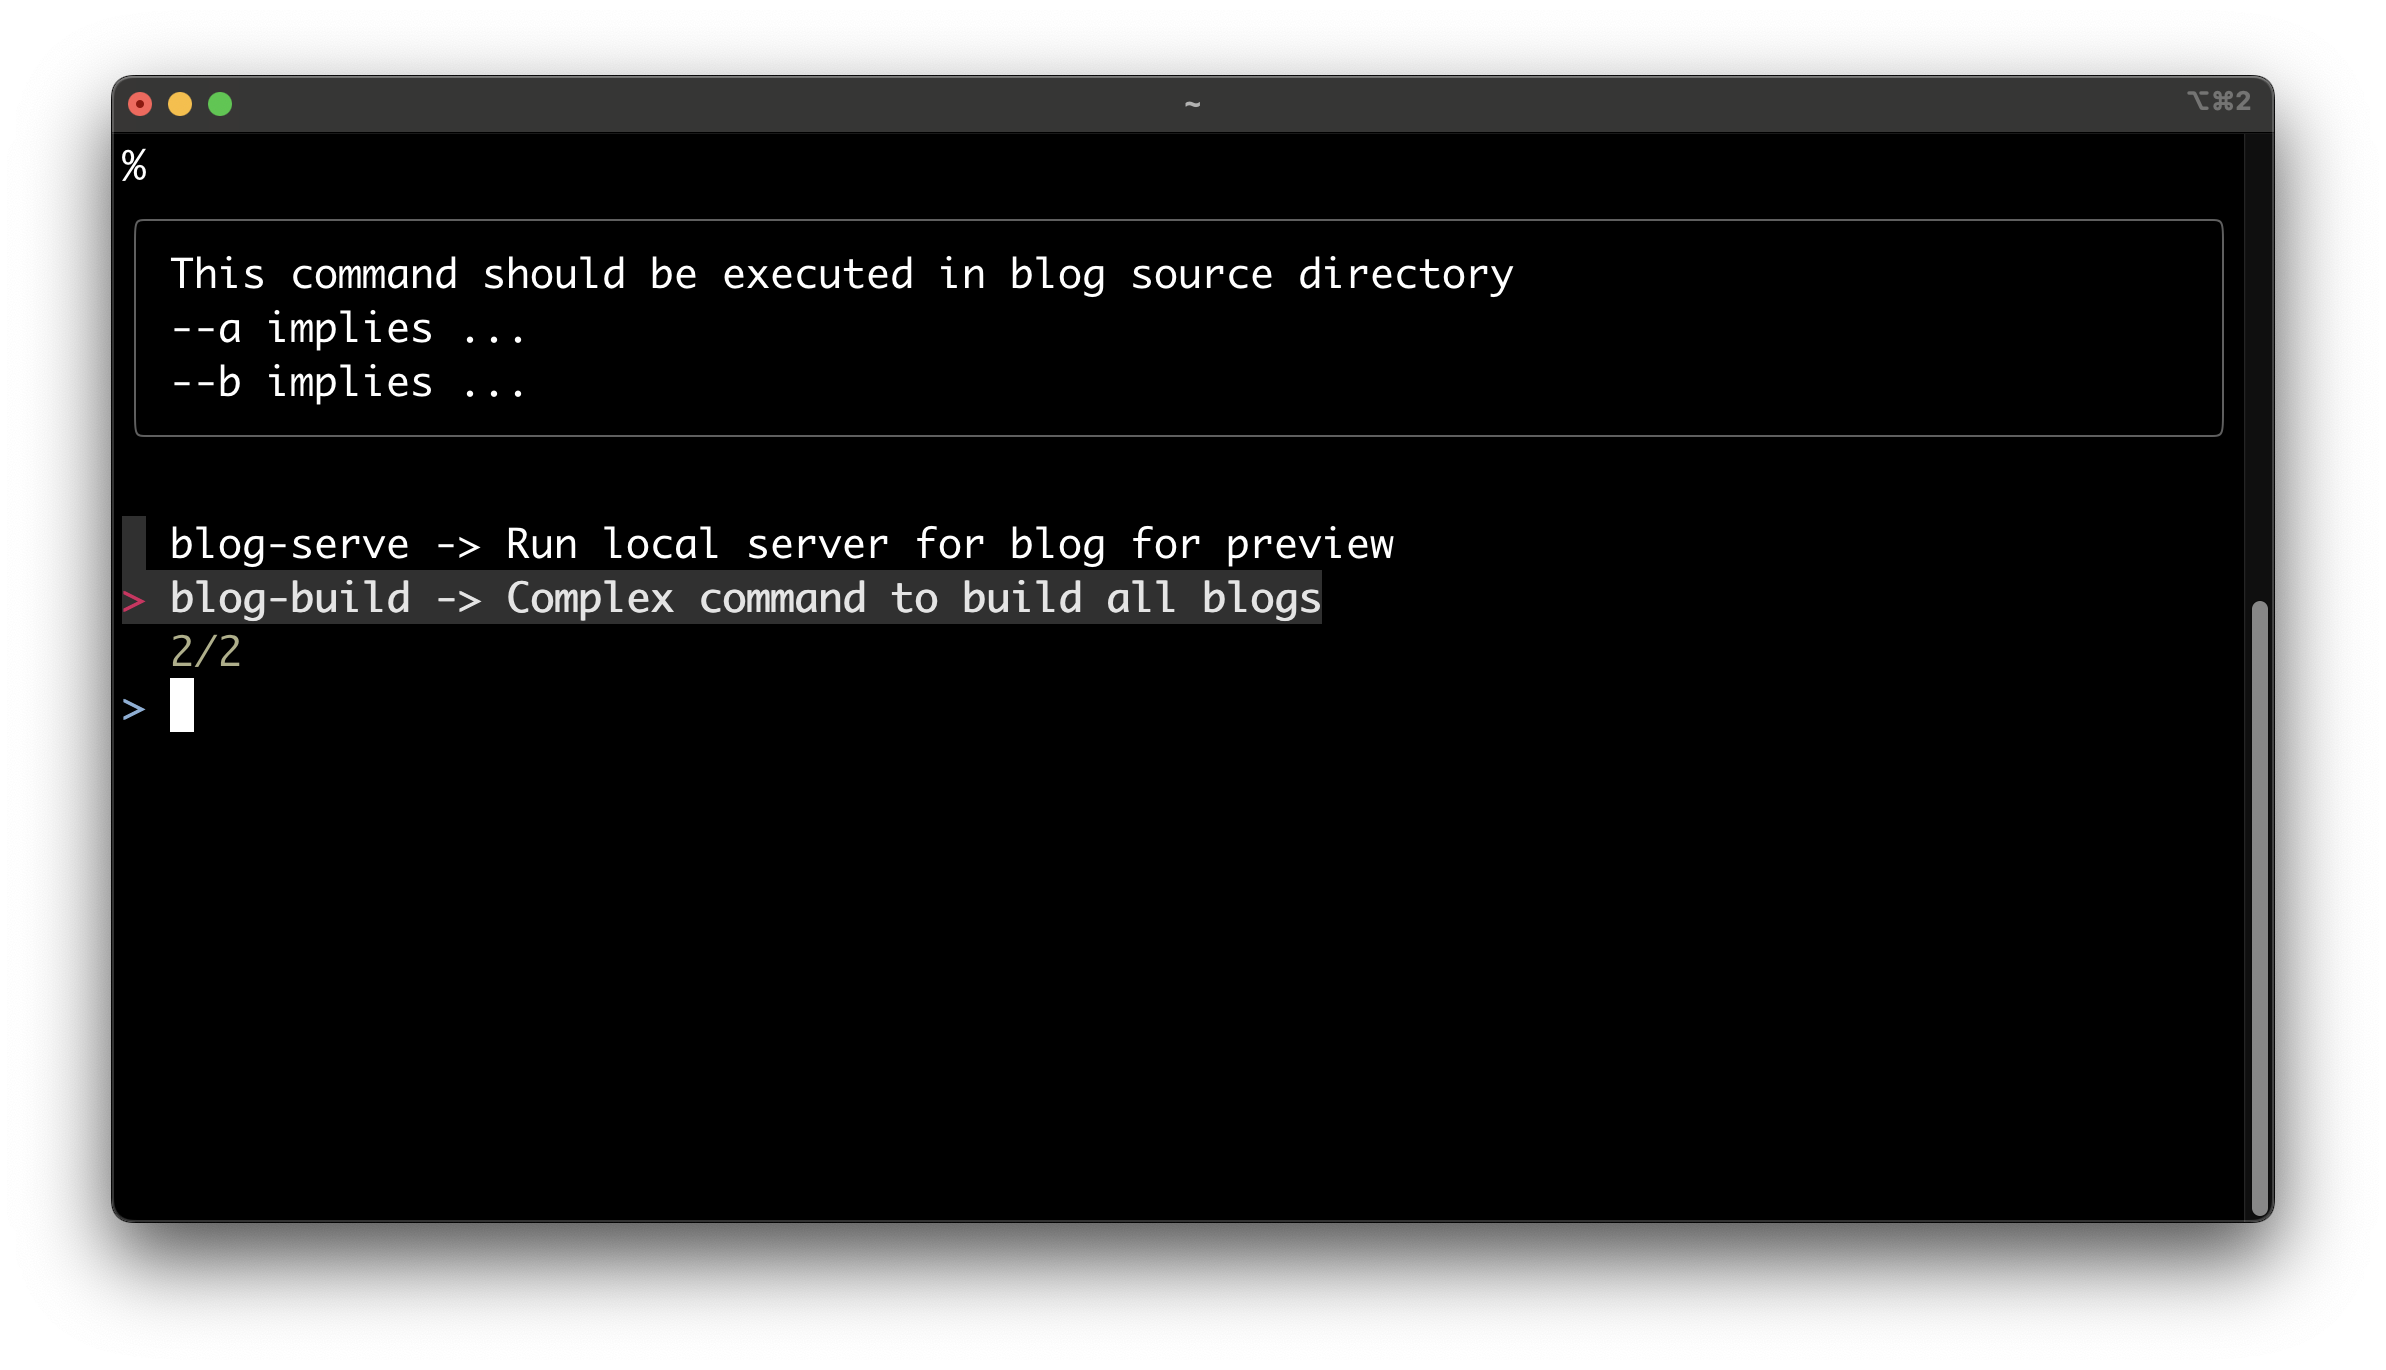 ~
⌥⌘2
%
This command should be executed in blog source directory
--a implies ...
--b implies ...
blog-serve -> Run local server for blog for preview
> blog-build -> Complex command to build all blogs
2/2
>